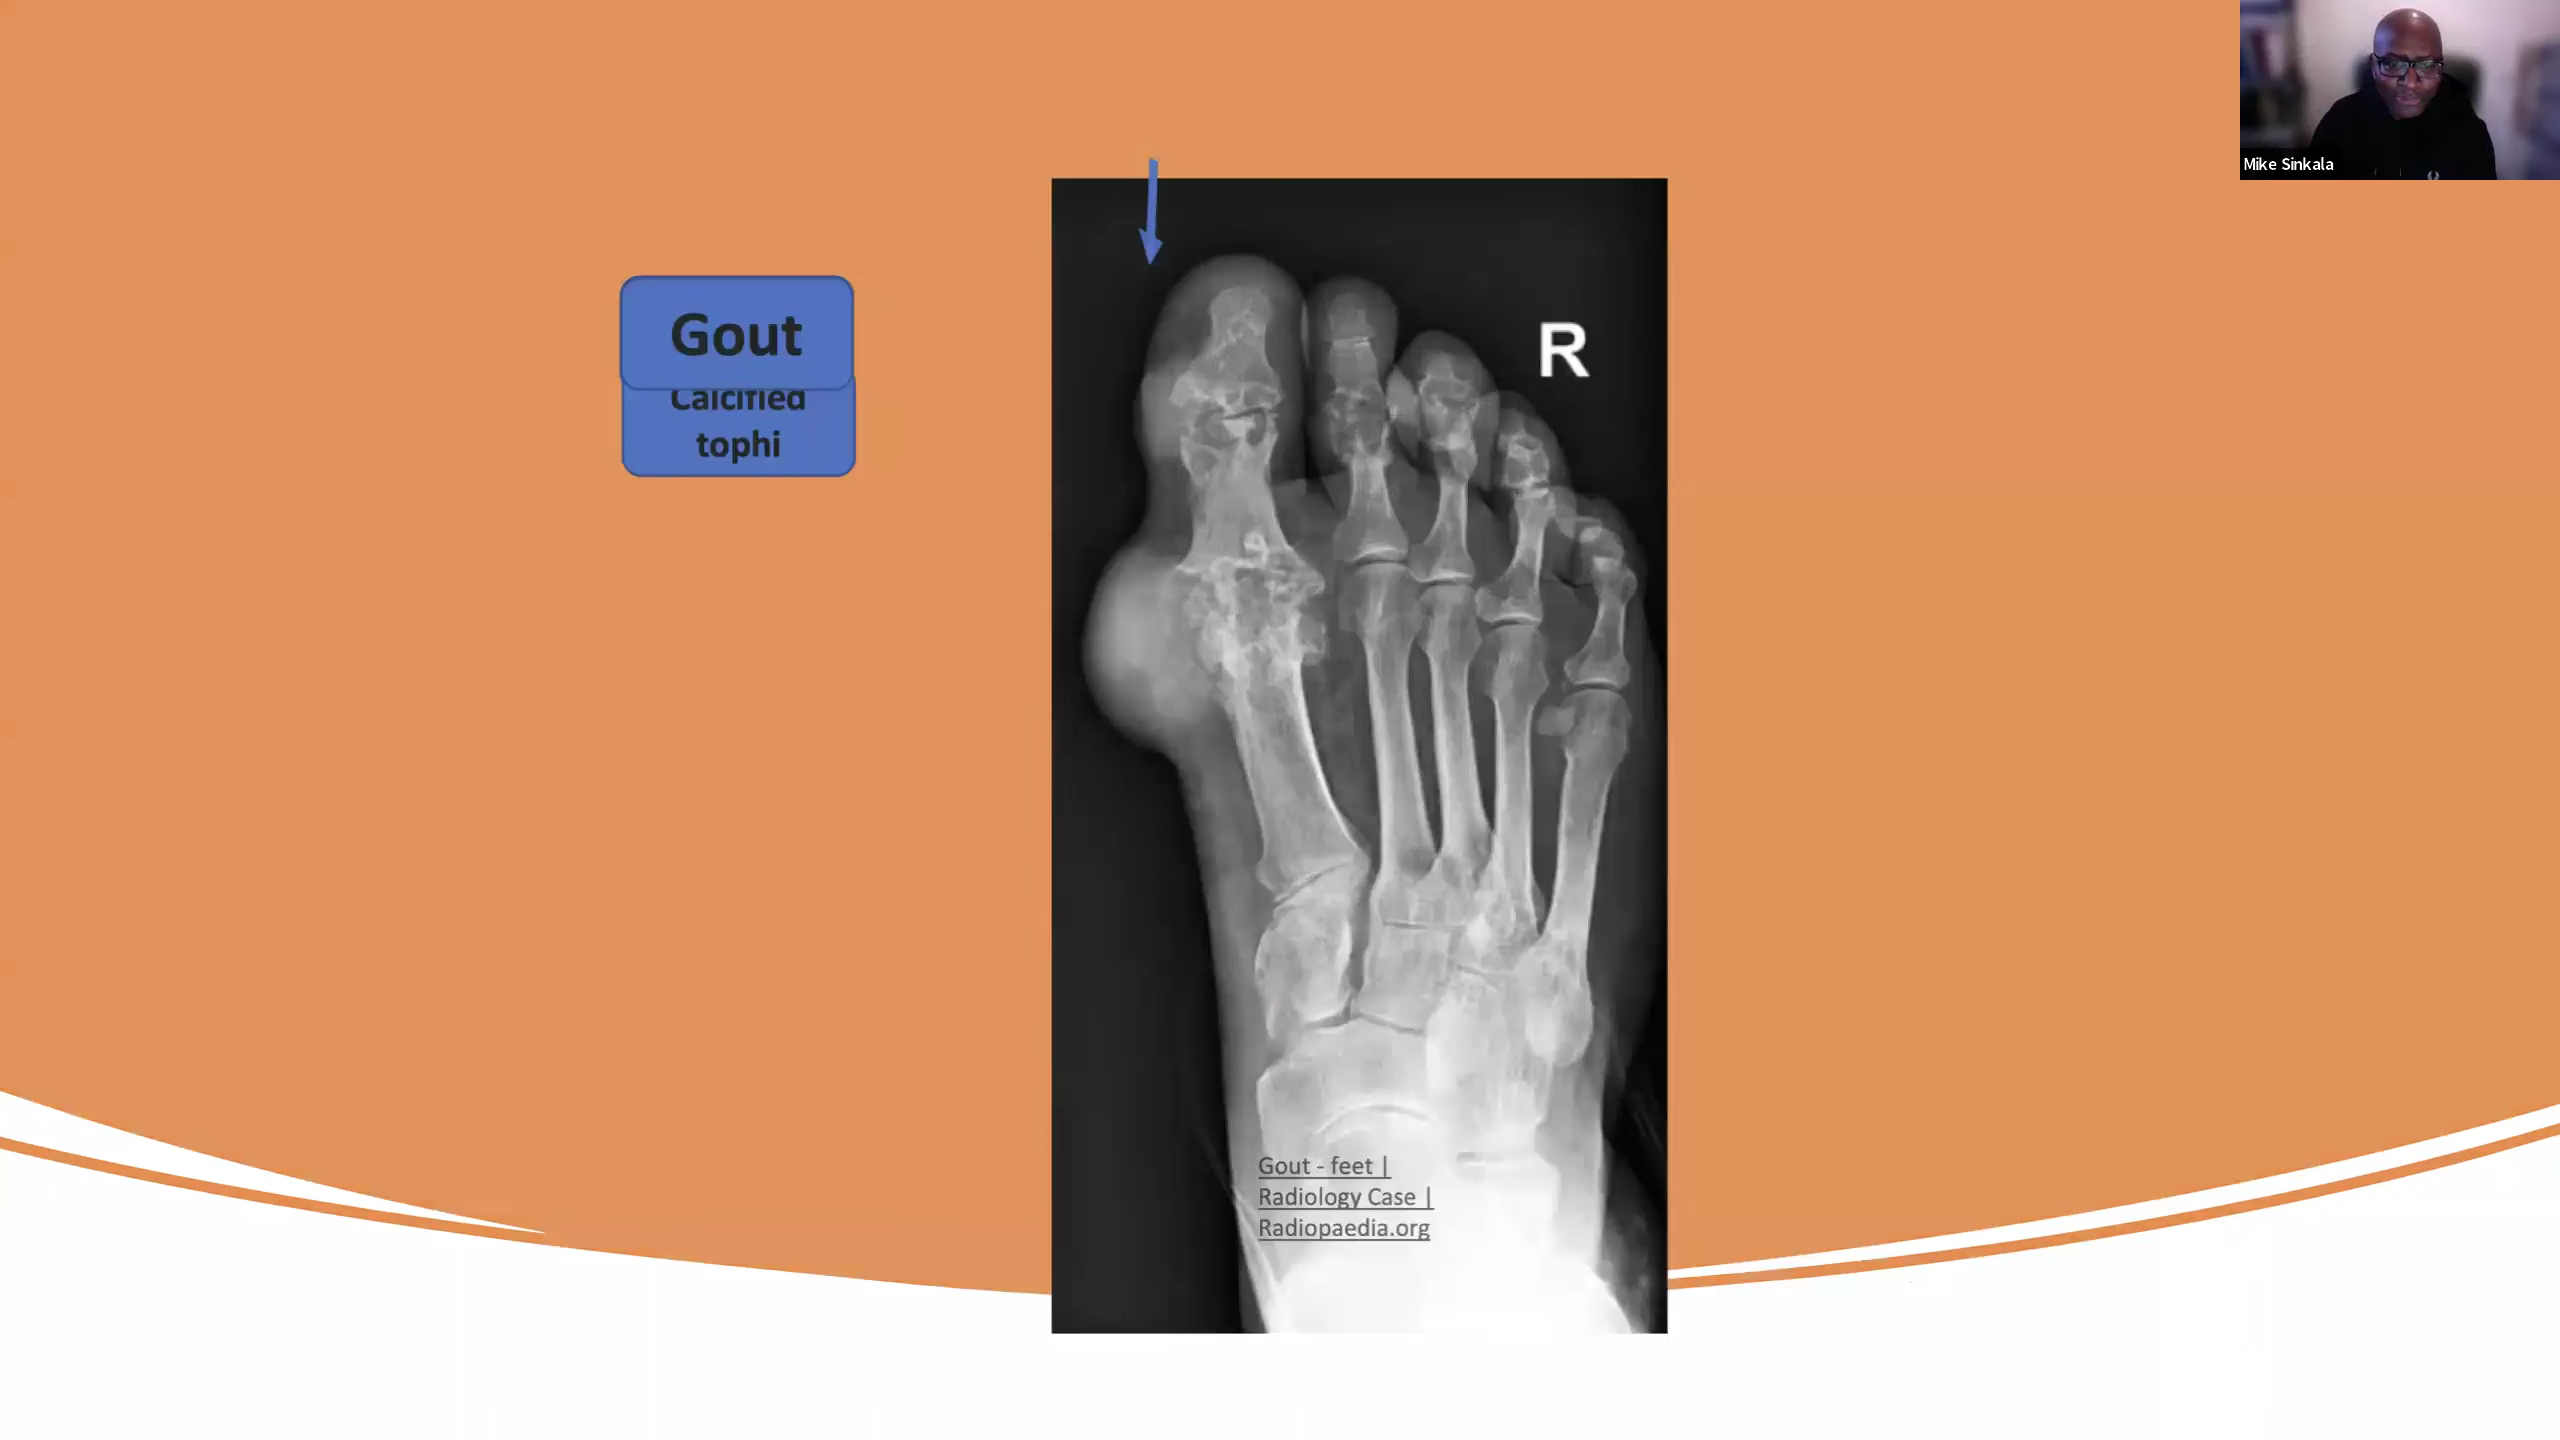 Mike Sinkala
Gout
Calcified
tophi
R
Gout - feet |
Radiology Case |
Radiopaedia.org